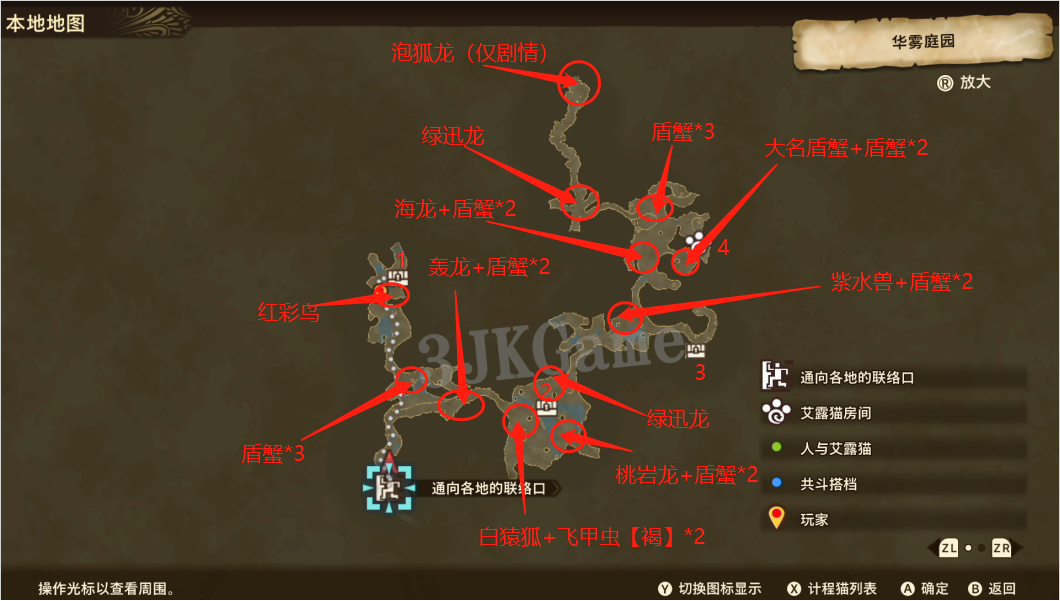 本地地图
华雾庭园
R 放大
泡狐龙（仅剧情）
绿迅龙
盾蟹*3
大名盾蟹+盾蟹*2
海龙+盾蟹*2
4
1
轰龙+盾蟹*2
紫水兽+盾蟹*2
红彩鸟
3JKGame
3
通向各地的联络口
2
艾露猫房间
绿迅龙
盾蟹*3
人与艾露猫
桃岩龙+盾蟹*2
通向各地的联络口
共斗搭档
白猿狐+飞甲虫【褐】*2
玩家
ZL ZR
操作光标以查看周围。
Y 切换图标显示 X 计程猫列表 A 确定 B 返回